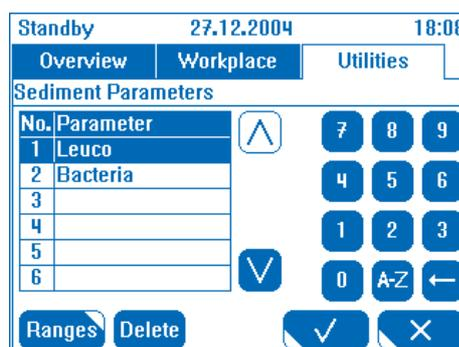 Standby 27.12.2004 18:08
Overview Workplace Utilities
Sediment Parameters
No. Parameter
1 Leuco
2 Bacteria
3
4
5
6
7 8 9
4 5 6
1 2 3
0 A-Z ←
Ranges Delete